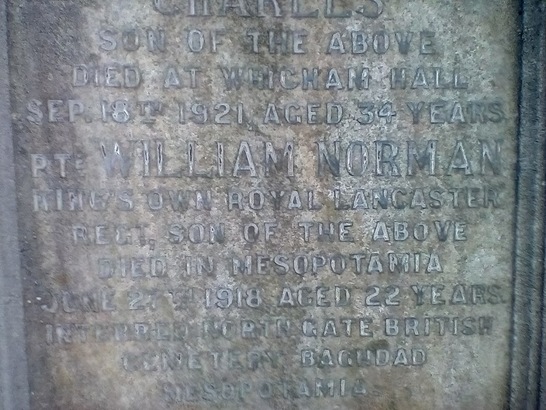 CHARLES
SON OF THE ABOVE
DIED AT WHICHAM HALL
SEP. 18TH 1921, AGED 34 YEARS.
PTE WILLIAM NORMAN
KING'S OWN ROYAL LANCASTER
REGT, SON OF THE ABOVE
DIED IN MESOPOTAMIA
JUNE 27TH 1918, AGED 22 YEARS.
INTERRED NORTH GATE BRITISH
CEMETERY BAGHDAD
MESOPOTAMIA.